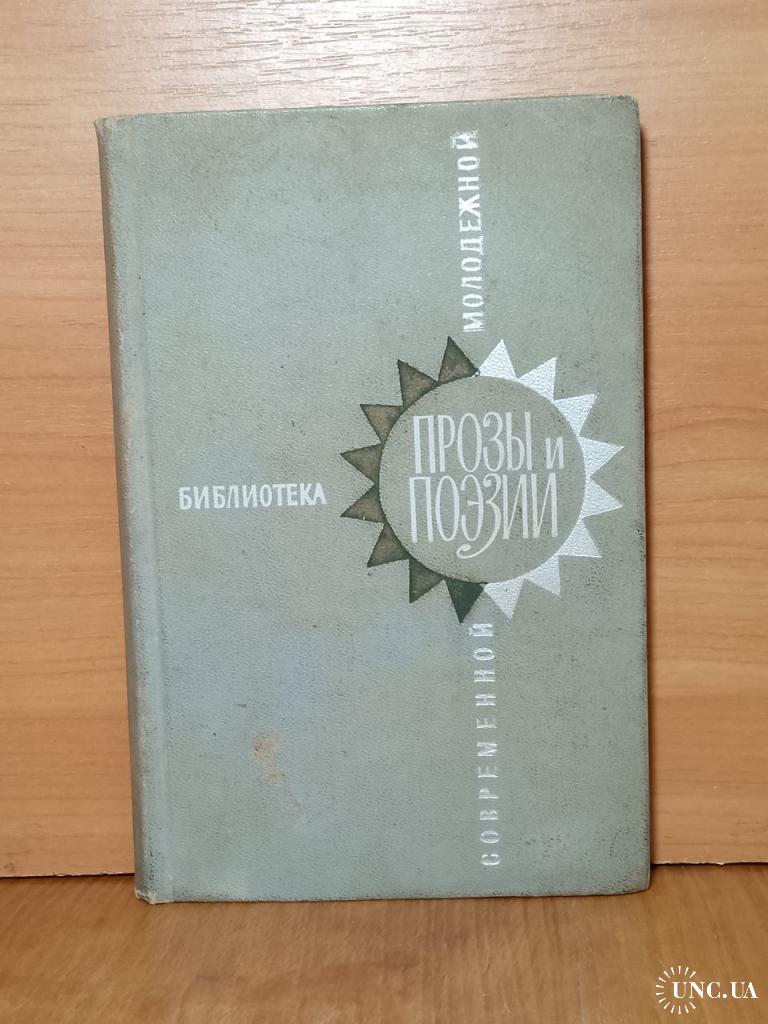 БИБЛИОТЕКА
СОВРЕМЕННОЙ
МОЛОДЕЖНОЙ
ПРОЗЫ и
ПОЭЗИИ
UNC.UA